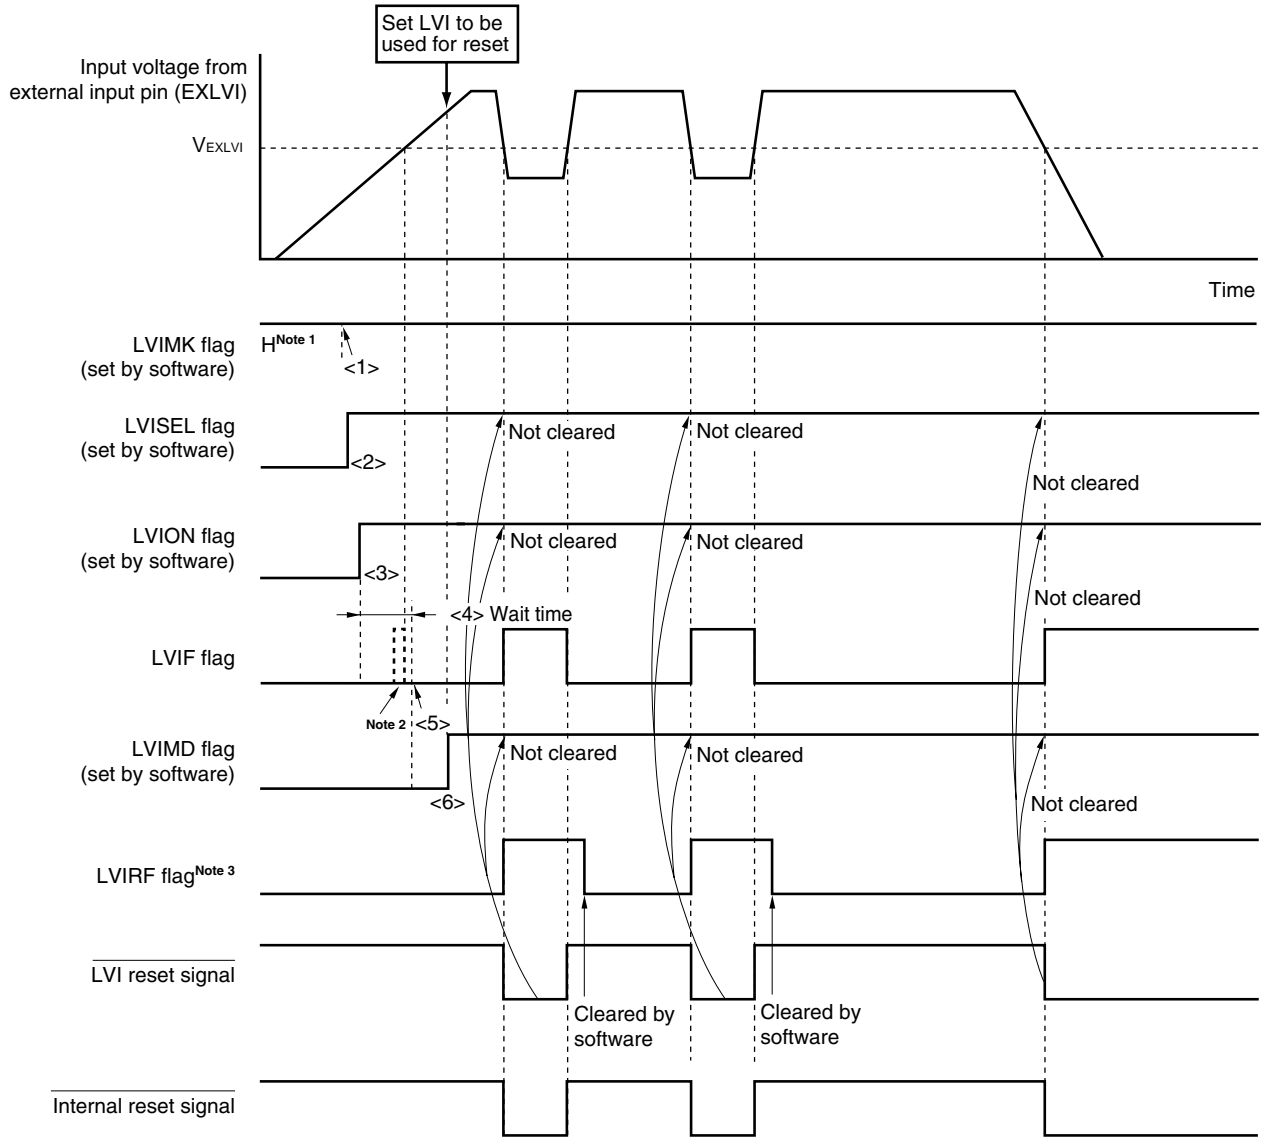 Set LVI to be
used for reset
Input voltage from
external input pin (EXLVI)
VEXLVI
Time
LVIMK flag
(set by software)
HNote 1
<1>
LVISEL flag
(set by software)
<2>
Not cleared
Not cleared
Not cleared
LVION flag
(set by software)
<3>
Not cleared
Not cleared
Not cleared
<4> Wait time
LVIF flag
Note 2
<5>
LVIMD flag
(set by software)
<6>
Not cleared
Not cleared
Not cleared
LVIRF flagNote 3
LVI reset signal
Cleared by
software
Cleared by
software
Internal reset signal